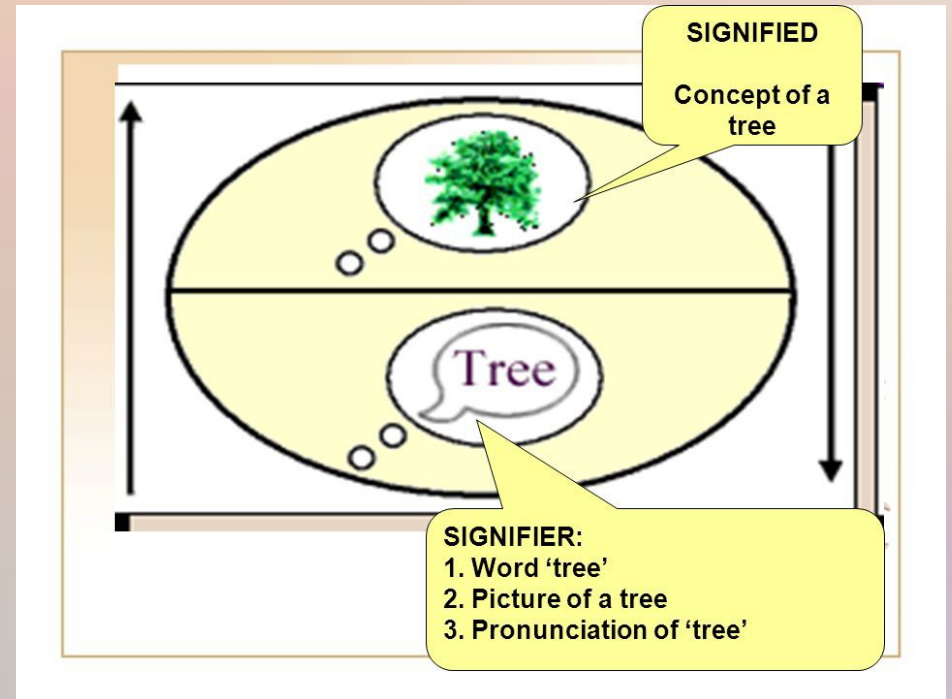 SIGNIFIED
Concept of a
tree
Tree
SIGNIFIER:
1. Word ‘tree’
2. Picture of a tree
3. Pronunciation of ‘tree’